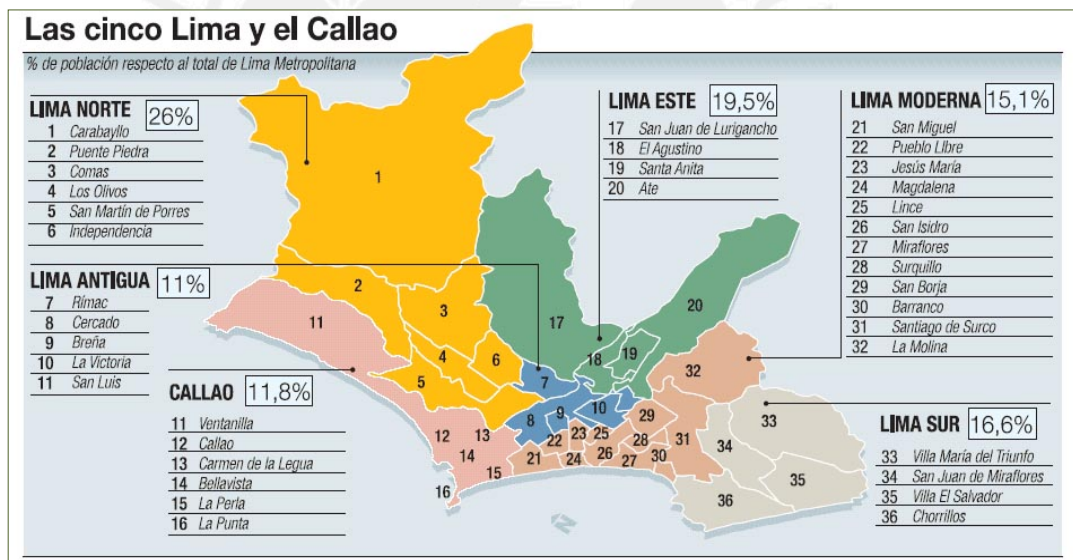 Las cinco Lima y el Callao
% de población respecto al total de Lima Metropolitana
LIMA NORTE 26%
1 Carabayllo
2 Puente Piedra
3 Comas
4 Los Olivos
5 San Martín de Porres
6 Independencia
LIMA ANTIGUA 11%
7 Rímac
8 Cercado
9 Breña
10 La Victoria
11 San Luis
CALLAO 11,8%
11 Ventanilla
12 Callao
13 Carmen de la Legua
14 Bellavista
15 La Perla
16 La Punta
LIMA ESTE 19,5%
17 San Juan de Lurigancho
18 El Agustino
19 Santa Anita
20 Ate
LIMA MODERNA 15,1%
21 San Miguel
22 Pueblo Libre
23 Jesús María
24 Magdalena
25 Lince
26 San Isidro
27 Miraflores
28 Surquillo
29 San Borja
30 Barranco
31 Santiago de Surco
32 La Molina
LIMA SUR 16,6%
33 Villa María del Triunfo
34 San Juan de Miraflores
35 Villa El Salvador
36 Chorrillos
1
2
3
11
17
20
4
6
18
19
5
7
32
8
9
10
29
33
12
13
22
23
25
28
31
34
14
21
24
26
27
30
15
35
16
36
N